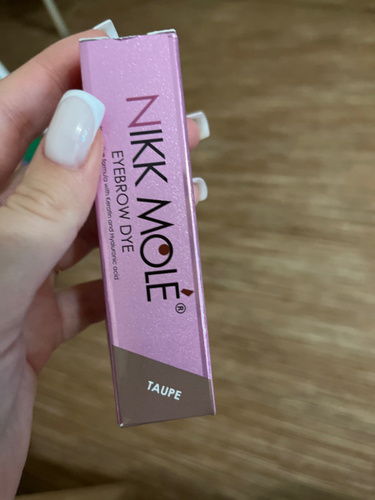 NIKK MOLÉ®
EYEBROW DYE
formula with Keratin and Hyaluronic acid
TAUPE